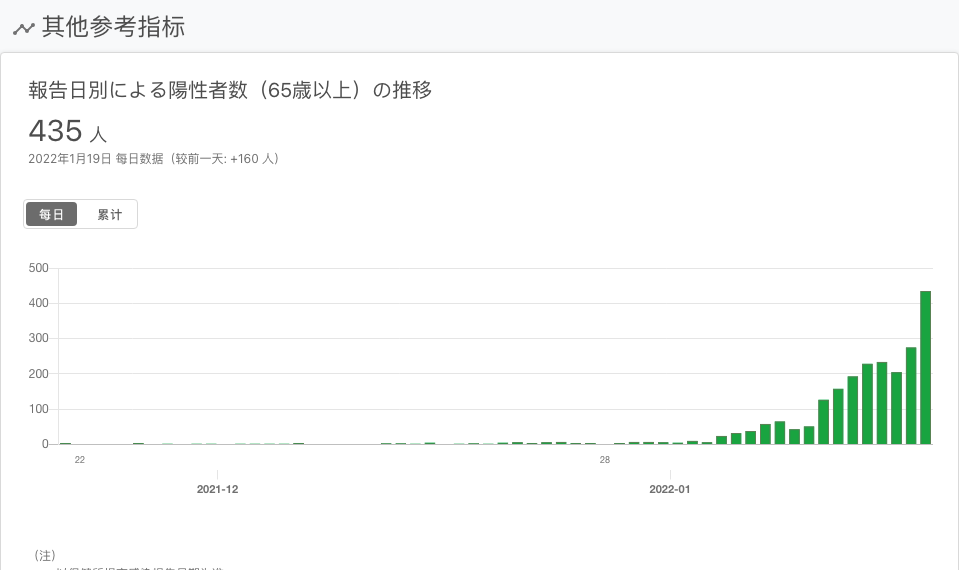 其他参考指标
報告日別による陽性者数（65歳以上）の推移
435 人
2022年1月19日 每日数据（较前一天: +160 人）
每日 累计
500
400
300
200
100
0
22 28
2021-12 2022-01
（注）